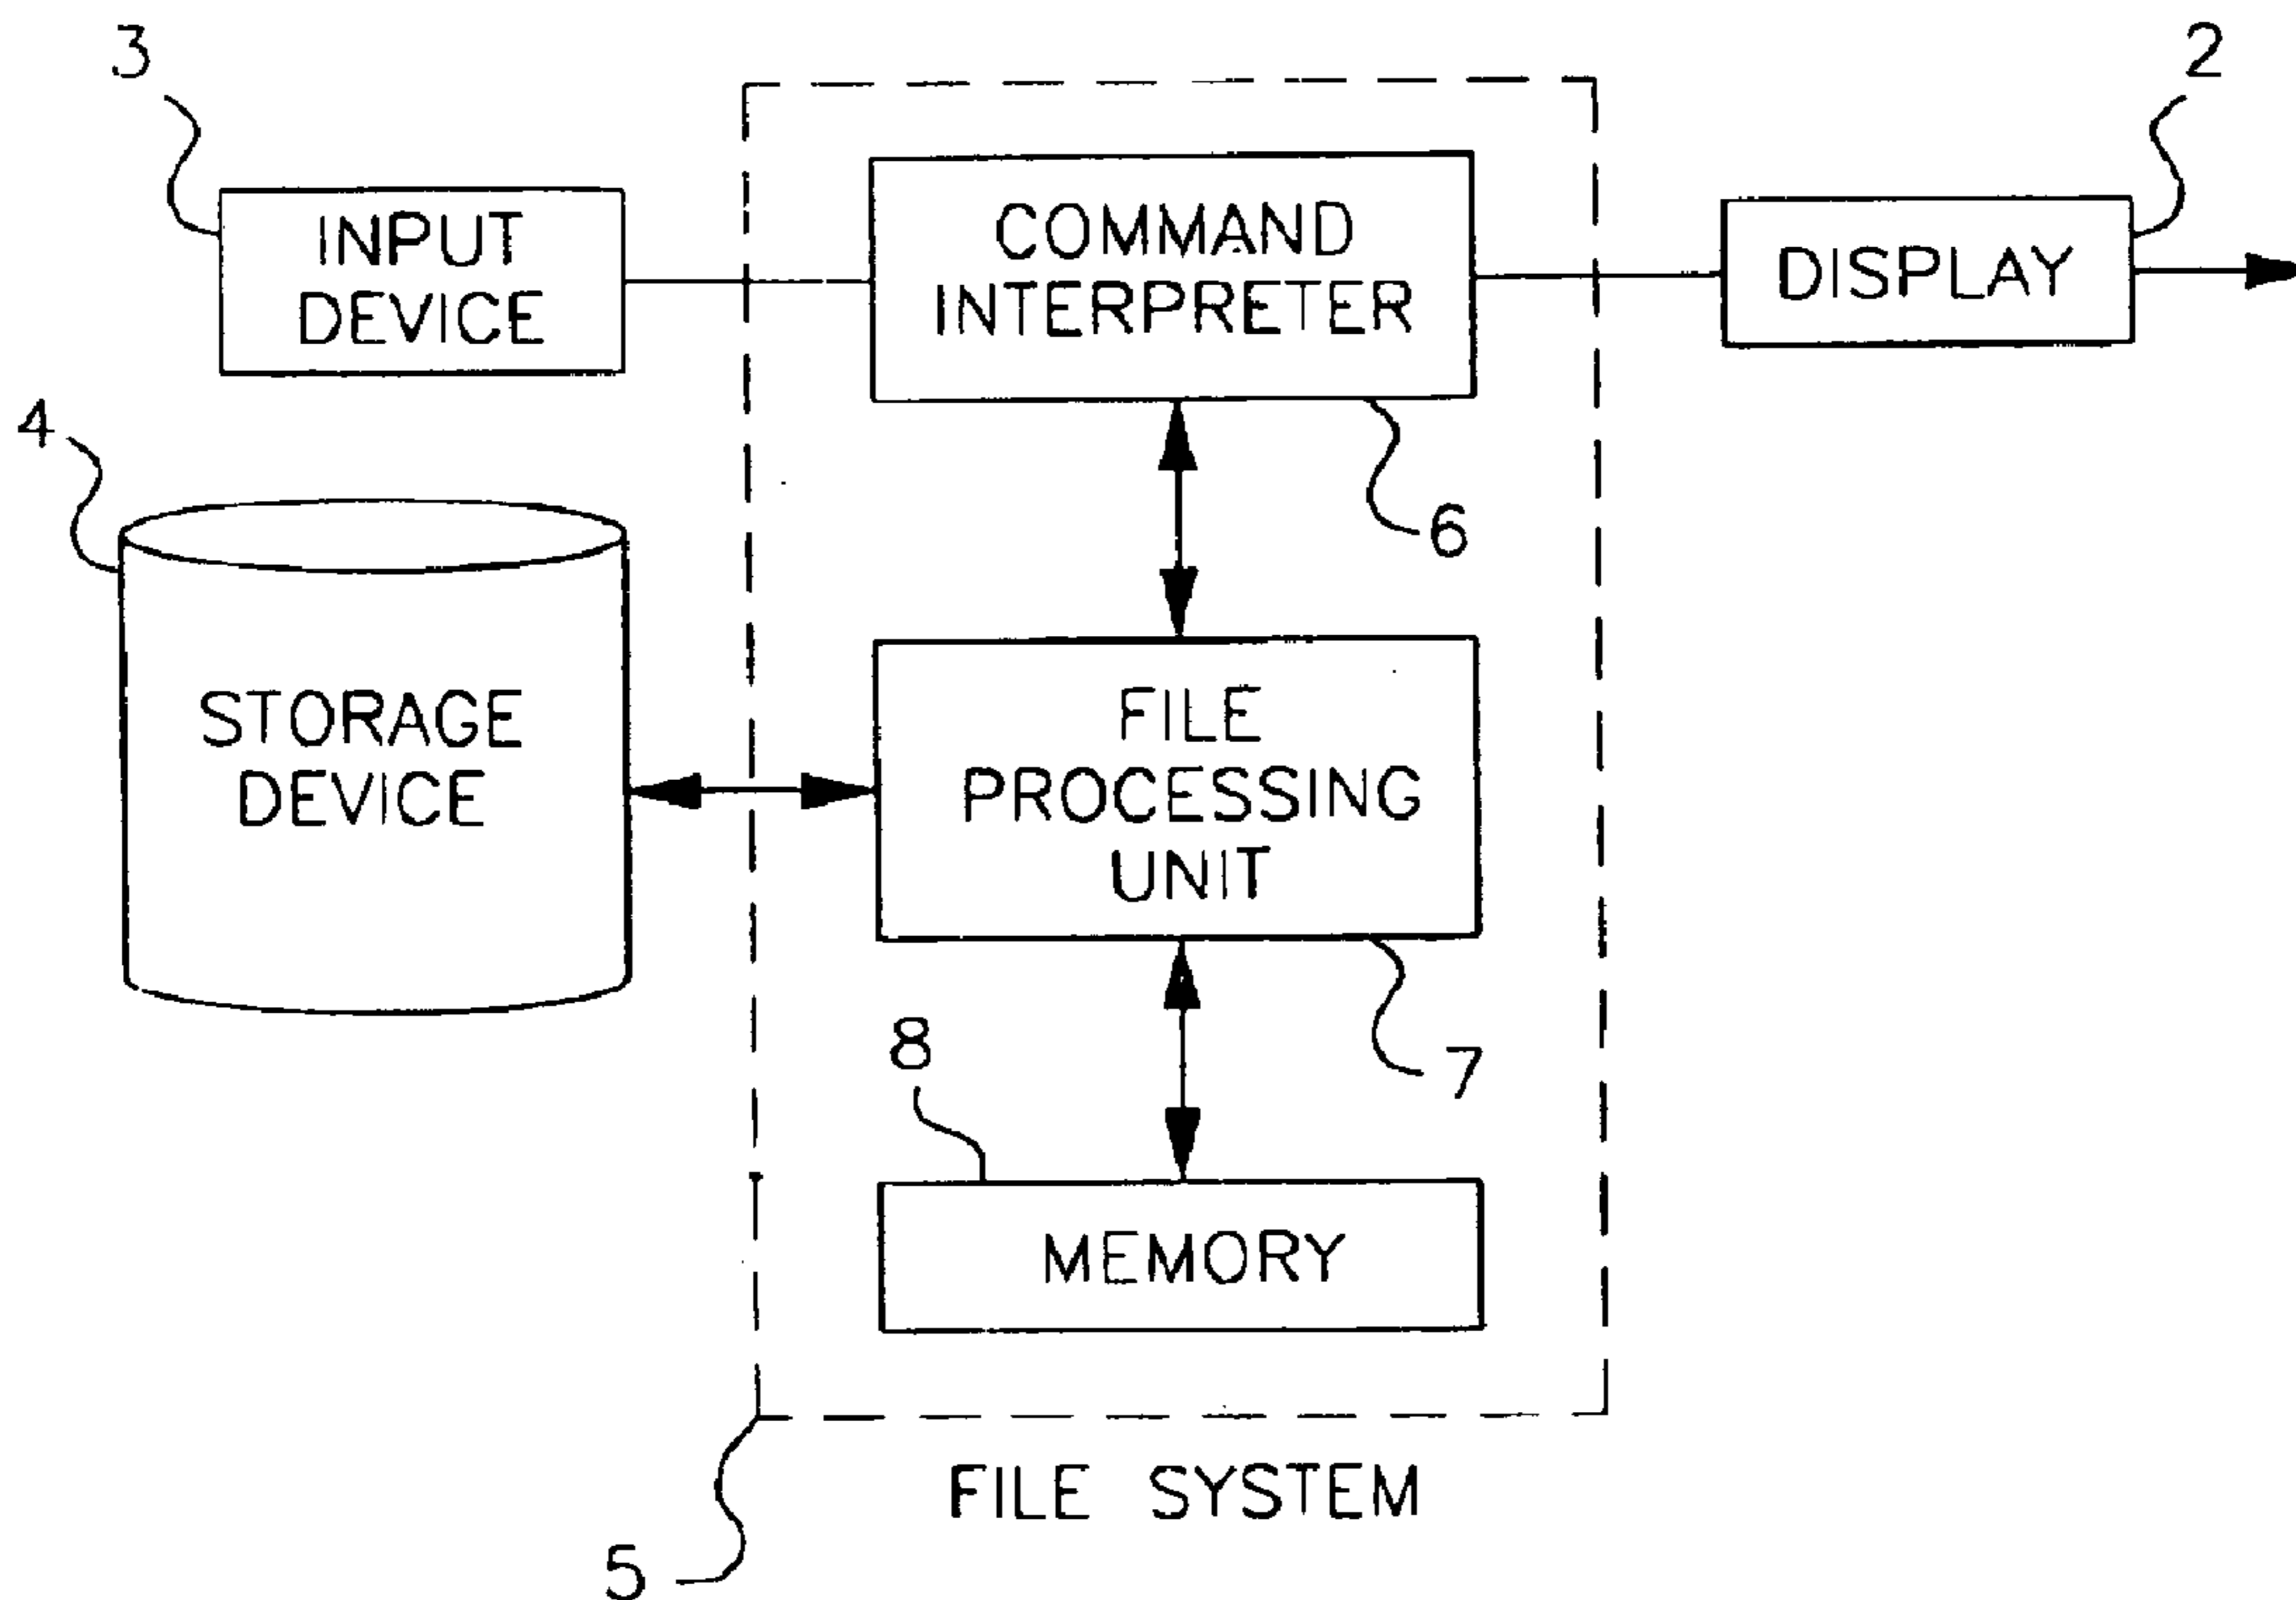 3
2
INPUT
DEVICE
COMMAND
INTERPRETER
DISPLAY
4
6
STORAGE
DEVICE
FILE
PROCESSING
UNIT
8
7
MEMORY
FILE SYSTEM
5